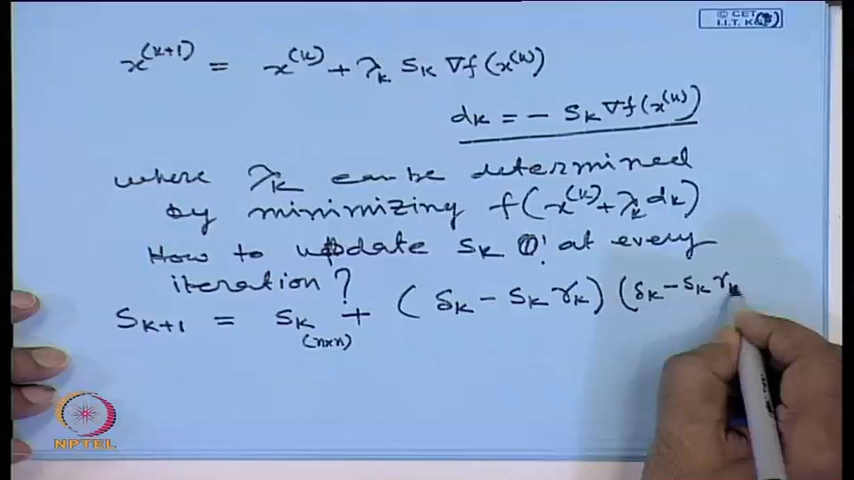 © CET
I.I.T. KGP
x^(k+1) = x^(k) + λ_k S_k ∇f(x^(k))
d_k = - S_k ∇f(x^(k))
where λ_k can be determined
by minimizing f(x^(k) + λ_k d_k)
How to update S_k at every
iteration?
S_k+1 = S_k + (δ_k - S_k γ_k) (δ_k - S_k γ_k
(n×n)
NPTEL